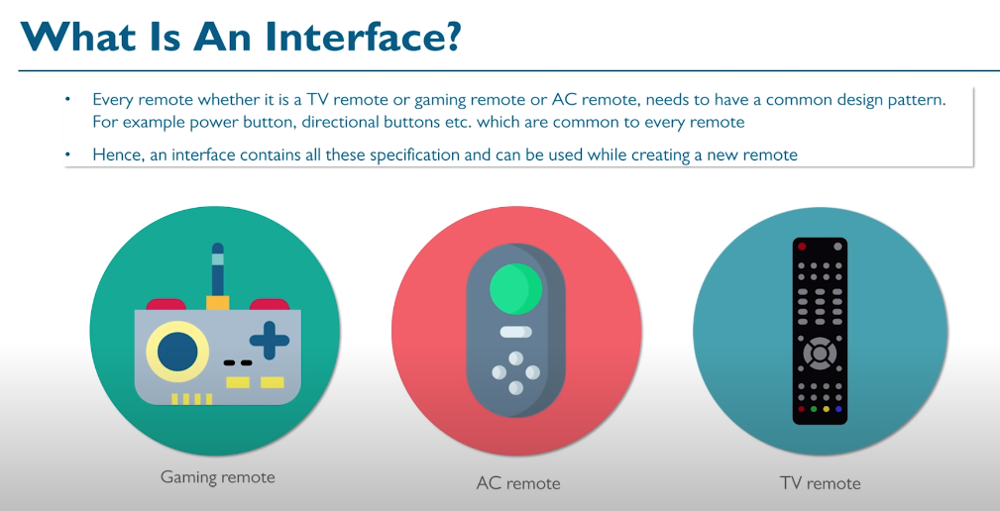 What Is An Interface?
• Every remote whether it is a TV remote or gaming remote or AC remote, needs to have a common design pattern.
For example power button, directional buttons etc. which are common to every remote
• Hence, an interface contains all these specification and can be used while creating a new remote
Gaming remote
AC remote
TV remote